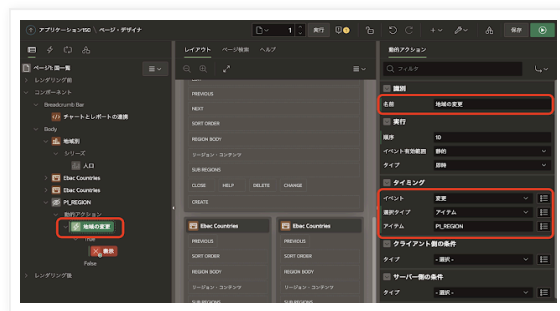 アプリケーション150 \ ページ・デザイナ
1
実行
保存
レイアウト
ページ検索
ヘルプ
動的アクション
ページ1: 国一覧
レンダリング前
コンポーネント
Breadcrumb Bar
チャートとレポートの連携
Body
地域別
シリーズ
人口
Ebac Countries
Ebac Countries
P1_REGION
動的アクション
地域の変更
True
False
レンダリング後
PREVIOUS
NEXT
SORT ORDER
REGION BODY
リージョン・コンテンツ
SUB REGIONS
CLOSE
HELP
DELETE
CHANGE
CREATE
Ebac Countries
Ebac Countries
PREVIOUS
PREVIOUS
SORT ORDER
SORT ORDER
REGION BODY
REGION BODY
リージョン・コンテンツ
リージョン・コンテンツ
SUB REGIONS
SUB REGIONS
フィルタ
識別
名前
地域の変更
実行
順序
10
イベント有効範囲
静的
タイプ
即時
タイミング
イベント
変更
選択タイプ
アイテム
アイテム
P1_REGION
クライアント側の条件
タイプ
- 選択 -
サーバー側の条件
タイプ
- 選択 -